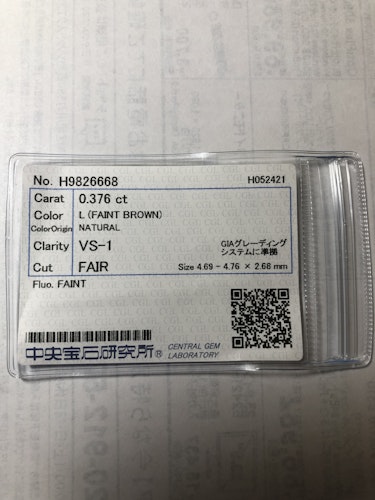 No. H9826668 H052421
Carat 0.376 ct
Color L (FAINT BROWN)
ColorOrigin NATURAL
Clarity VS-1 GIAグレーディング
システムに準拠
Cut FAIR Size 4.69 - 4.76 × 2.68 mm
Fluo. FAINT
中央宝石研究所® CENTRAL GEM
LABORATORY